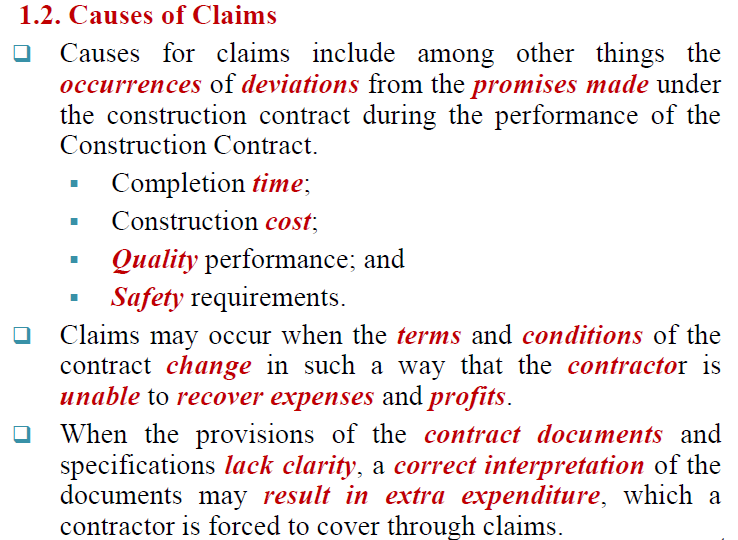 1.2. Causes of Claims
❑ Causes for claims include among other things the
occurrences of deviations from the promises made under
the construction contract during the performance of the
Construction Contract.
▪ Completion time;
▪ Construction cost;
▪ Quality performance; and
▪ Safety requirements.
❑ Claims may occur when the terms and conditions of the
contract change in such a way that the contractor is
unable to recover expenses and profits.
❑ When the provisions of the contract documents and
specifications lack clarity, a correct interpretation of the
documents may result in extra expenditure, which a
contractor is forced to cover through claims.